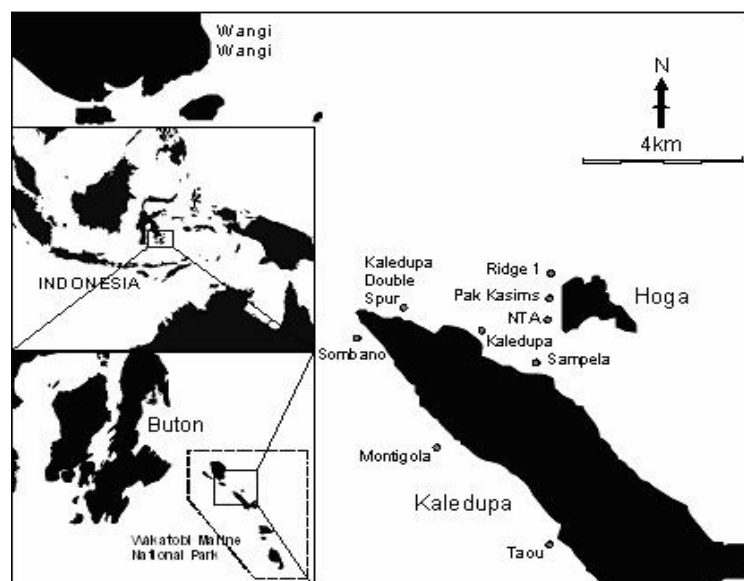 Wangi
Wangi
N
4km
INDONESIA
Kaledupa
Double
Spur
Ridge 1
Pak Kasims
NTA
Hoga
Kaledupa
Sombano
Sampela
Buton
Montigola
Kaledupa
Wakatobi Marine
National Park
Taou